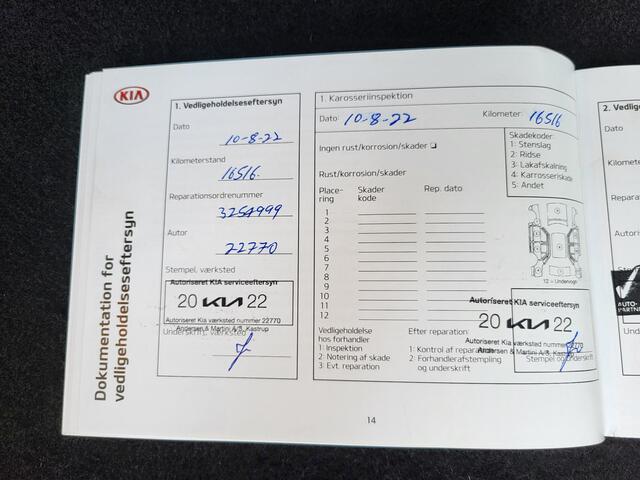 KIA
Dokumentation for
vedligeholdelseseftersyn
1. Vedligeholdelseseftersyn
Dato
10-8-22
Kilometerstand
16516.
Reparationsordrenummer
3254999
Autor
22770
Stempel, værksted
Autoriseret KIA serviceeftersyn
20 KIA 22
Autoriseret Kia værksted nummer 22770
Andersen & Martini A/S, Kastrup
Underskrift, værksted
1. Karosseriinspektion
Dato 10-8-22 Kilometer: 16516
Ingen rust/korrosion/skader
Skadekoder:
1: Stenslag
2: Ridse
3: Lakafskalning
4: Karrosseriskade
5: Andet
Rust/korrosion/skader
Place-
ring
Skader
kode
Rep. dato
1
2
3
4
5
6
7
8
9
10
11
12
12 = Undervogn
Autoriseret KIA serviceeftersyn
20 KIA 22
Autoriseret Kia værksted nummer 22770
Andersen & Martini A/S, Kastrup
Vedligeholdelse
hos forhandler
1: Inspektion
2: Notering af skade
3: Evt. reparation
Efter reparation:
1: Kontrol af reparation
2: Forhandlerafstempling
og underskrift
Stempel og underskrift
14
2. Ve
Dato
Kilom
Repa
Auto
Ste
AUTO-
PARTNE
Un